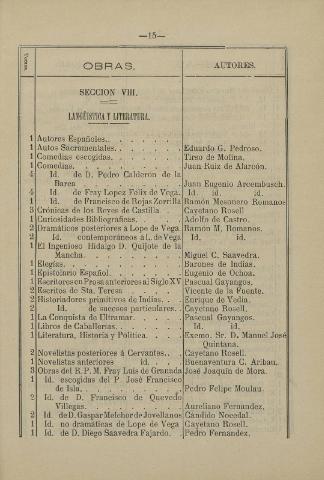 —15—
Tomos. OBRAS. AUTORES.
SECCION VIII.
LANGÜISTICA Y LITERATURA.
1 Autores Españoles. . . . . . .
1 Autos Sacramentales. . . . . . Eduardo G. Pedroso.
1 Comedias escogidas. . . . . . Tirso de Molina.
1 Comedias. . . . . . . . Juan Ruiz de Alarcón.
4 Id. de D. Pedro Calderón de la
Barca . . . . . . Juan Eugenio Arcembusch.
4 Id. de Fray Lopez Felix de Vega. Id. id.
1 Id. de Francisco de Rojas Zorrilla Ramón Mesonero Romanos
3 Crónicas de los Reyes de Castilla . . Cayetano Rosell
1 Curiosidades Bibliográficas. . . . Adolfo de Castro.
2 Dramáticos posteriores a Lope de Vega Ramón M, Romanos.
2 Id. contemporáneos á L. de Vega Id. id.
1 El Ingenioso Hidalgo D. Quijote de la
Mancha. . . . . . . Miguel C. Saavedra.
1 Elegías. . . . . . . . Barones de Indias.
1 Epistolario Español. . . . . . Eugenio de Ochoa.
1 Escritores en Prosa anteriores al Siglo XV Pascual Gayangos.
2 Escritos de Sta. Teresa . . . . Vicente de la Fuente.
2 Historiadores primitivos de Indias. . . Enrique de Vedia.
2 Id. de sucesos particulares. . . Cayetano Rosell.
1 La Conquista de Ultramar. . . . Pascual Gayangos.
1 Libros de Caballerías. . . . . Id. id.
1 Literatura, Historia y Política . . . Excmo. Sr. D. Manuel José
Quintana.
2 Novelistas posteriores á Cervantes. . . Cayetano Rosell.
1 Novelistas anteriores id. . . Buenaventura C. Aribau.
3 Obras del R. P. M. Fray Luis de Granada José Joaquin de Mora.
1 Id. escogidas del P. José Francisco
de Isla. . . . . . . Pedro Felipe Moulau.
2 Id. de D. Francisco de Quevedo
Villegas. . . . . . Aureliano Fernandez,
2 Id. de D. Gaspar Melchor de Jovellanos Cándido Nocedal.
1 Id. no dramáticas de Lope de Vega Cayetano Rosell.
1 Id. de D. Diego Saavedra Fajardo. . Pedro Fernandez.